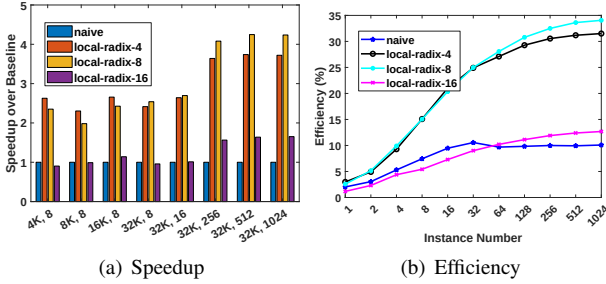 5
4
3
2
1
0
Speedup over Baseline
naive
local-radix-4
local-radix-8
local-radix-16
4K, 8
8K, 8
16K, 8
32K, 8
32K, 16
32K, 256
32K, 512
32K, 1024
(a) Speedup
35
30
25
20
15
10
5
0
Efficiency (%)
naive
local-radix-4
local-radix-8
local-radix-16
1
2
4
8
16
32
64
128
256
512
1024
Instance Number
(b) Efficiency